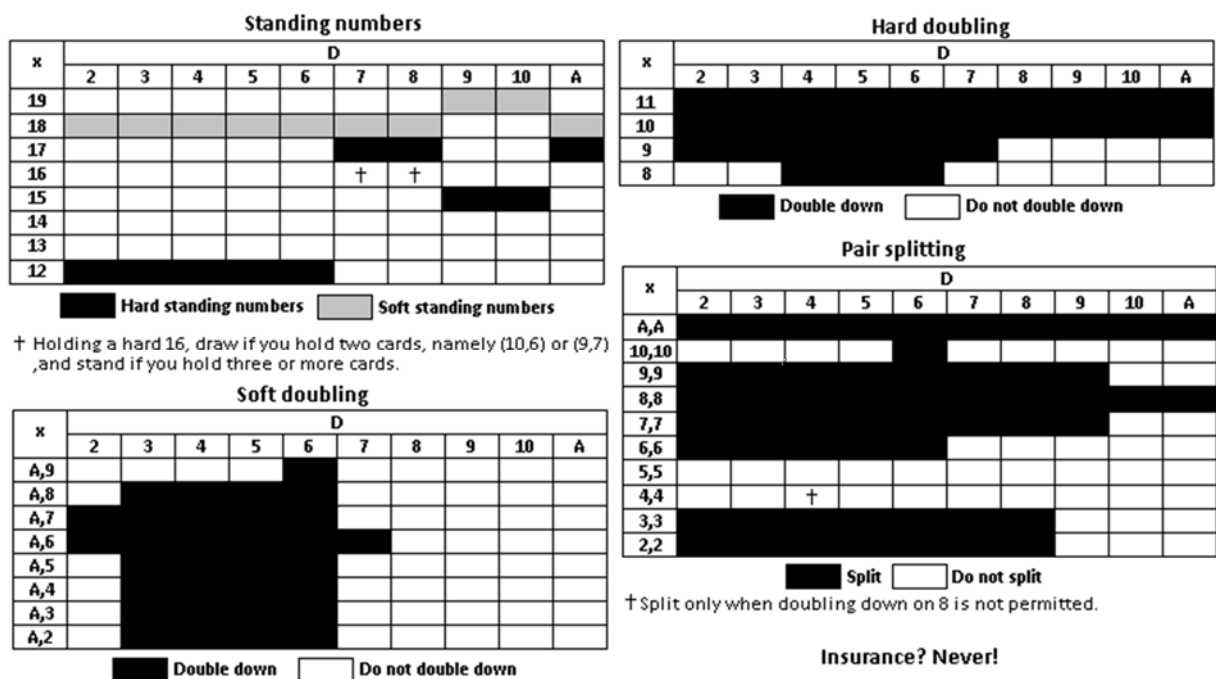 Standing numbers
x
D
2 3 4 5 6 7 8 9 10 A
19
18
17
16 † †
15
14
13
12
Hard standing numbers Soft standing numbers
† Holding a hard 16, draw if you hold two cards, namely (10,6) or (9,7)
,and stand if you hold three or more cards.
Soft doubling
x
D
2 3 4 5 6 7 8 9 10 A
A,9
A,8
A,7
A,6
A,5
A,4
A,3
A,2
Double down Do not double down
Hard doubling
x
D
2 3 4 5 6 7 8 9 10 A
11
10
9
8
Double down Do not double down
Pair splitting
x
D
2 3 4 5 6 7 8 9 10 A
A,A
10,10
9,9
8,8
7,7
6,6
5,5
4,4 †
3,3
2,2
Split Do not split
† Split only when doubling down on 8 is not permitted.
Insurance? Never!